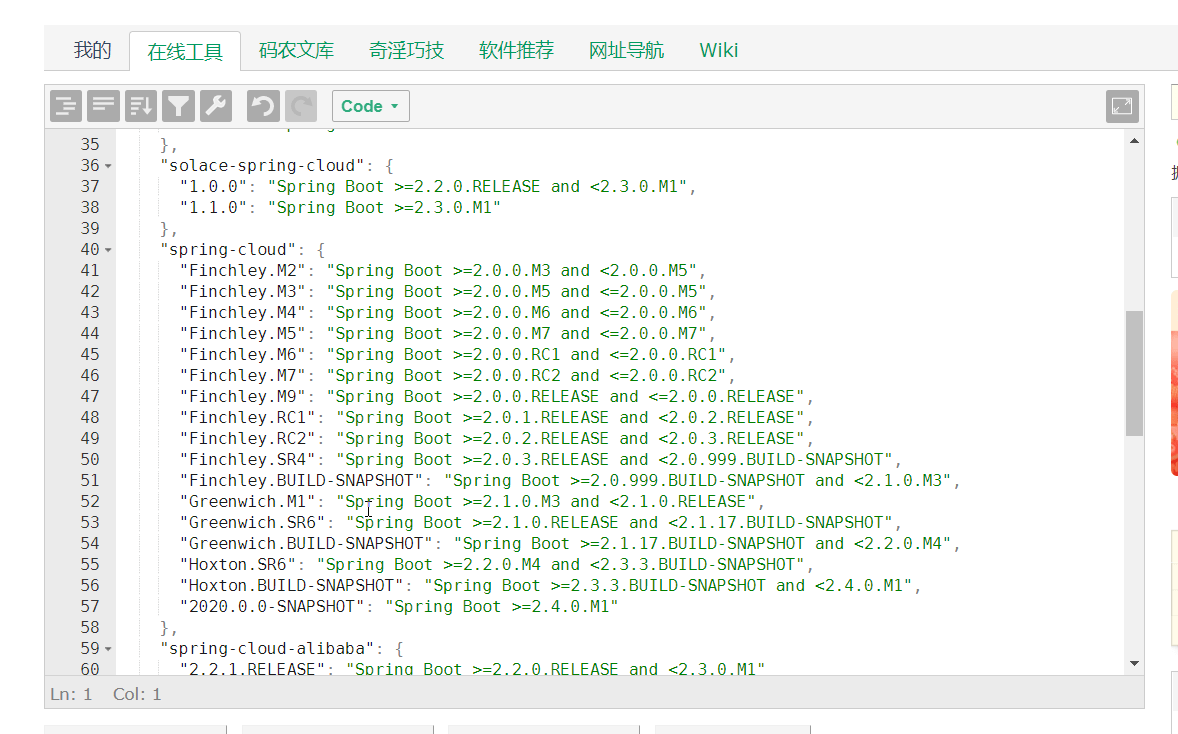 我的 在线工具 码农文库 奇淫巧技 软件推荐 网址导航 Wiki
Code
35 },
36 "solace-spring-cloud": {
37 "1.0.0": "Spring Boot >=2.2.0.RELEASE and <2.3.0.M1",
38 "1.1.0": "Spring Boot >=2.3.0.M1"
39 },
40 "spring-cloud": {
41 "Finchley.M2": "Spring Boot >=2.0.0.M3 and <2.0.0.M5",
42 "Finchley.M3": "Spring Boot >=2.0.0.M5 and <=2.0.0.M5",
43 "Finchley.M4": "Spring Boot >=2.0.0.M6 and <=2.0.0.M6",
44 "Finchley.M5": "Spring Boot >=2.0.0.M7 and <=2.0.0.M7",
45 "Finchley.M6": "Spring Boot >=2.0.0.RC1 and <=2.0.0.RC1",
46 "Finchley.M7": "Spring Boot >=2.0.0.RC2 and <=2.0.0.RC2",
47 "Finchley.M9": "Spring Boot >=2.0.0.RELEASE and <=2.0.0.RELEASE",
48 "Finchley.RC1": "Spring Boot >=2.0.1.RELEASE and <2.0.2.RELEASE",
49 "Finchley.RC2": "Spring Boot >=2.0.2.RELEASE and <2.0.3.RELEASE",
50 "Finchley.SR4": "Spring Boot >=2.0.3.RELEASE and <2.0.999.BUILD-SNAPSHOT",
51 "Finchley.BUILD-SNAPSHOT": "Spring Boot >=2.0.999.BUILD-SNAPSHOT and <2.1.0.M3",
52 "Greenwich.M1": "Spring Boot >=2.1.0.M3 and <2.1.0.RELEASE",
53 "Greenwich.SR6": "Spring Boot >=2.1.0.RELEASE and <2.1.17.BUILD-SNAPSHOT",
54 "Greenwich.BUILD-SNAPSHOT": "Spring Boot >=2.1.17.BUILD-SNAPSHOT and <2.2.0.M4",
55 "Hoxton.SR6": "Spring Boot >=2.2.0.M4 and <2.3.3.BUILD-SNAPSHOT",
56 "Hoxton.BUILD-SNAPSHOT": "Spring Boot >=2.3.3.BUILD-SNAPSHOT and <2.4.0.M1",
57 "2020.0.0-SNAPSHOT": "Spring Boot >=2.4.0.M1"
58 },
59 "spring-cloud-alibaba": {
60 "2.2.1.RELEASE": "Spring Boot >=2.2.0.RELEASE and <2.3.0.M1"
Ln: 1 Col: 1